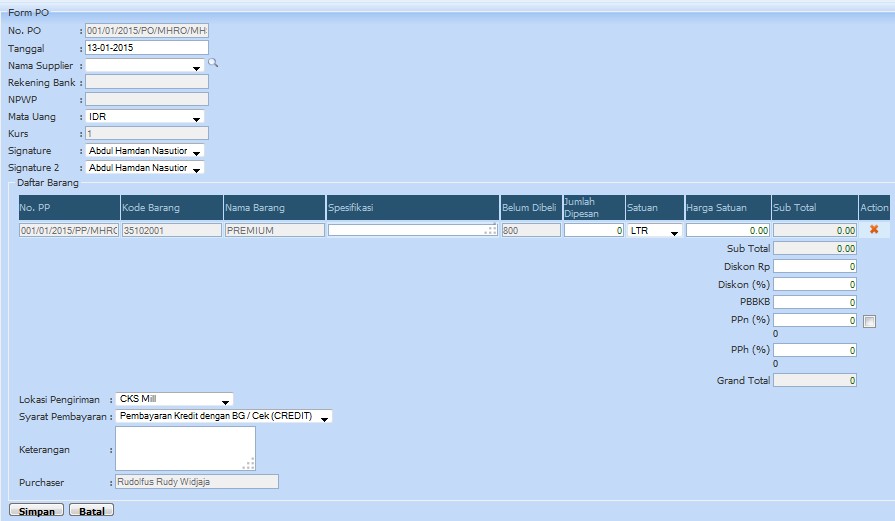 Form PO
No. PO : 001/01/2015/PO/MHRO/MH
Tanggal : 13-01-2015
Nama Supplier :
Rekening Bank :
NPWP :
Mata Uang : IDR
Kurs : 1
Signature : Abdul Hamdan Nasution
Signature 2 : Abdul Hamdan Nasution
Daftar Barang
No. PP Kode Barang Nama Barang Spesifikasi Belum Dibeli Jumlah Dipesan Satuan Harga Satuan Sub Total Action
001/01/2015/PP/MHRO 35102001 PREMIUM 800 0 LTR 0.00 0.00
Sub Total 0.00
Diskon Rp 0
Diskon (%) 0
PBBKB 0
PPn (%) 0
0
PPh (%) 0
0
Grand Total 0
Lokasi Pengiriman : CKS Mill
Syarat Pembayaran : Pembayaran Kredit dengan BG / Cek (CREDIT)
Keterangan :
Purchaser : Rudolfus Rudy Widjaja
Simpan Batal